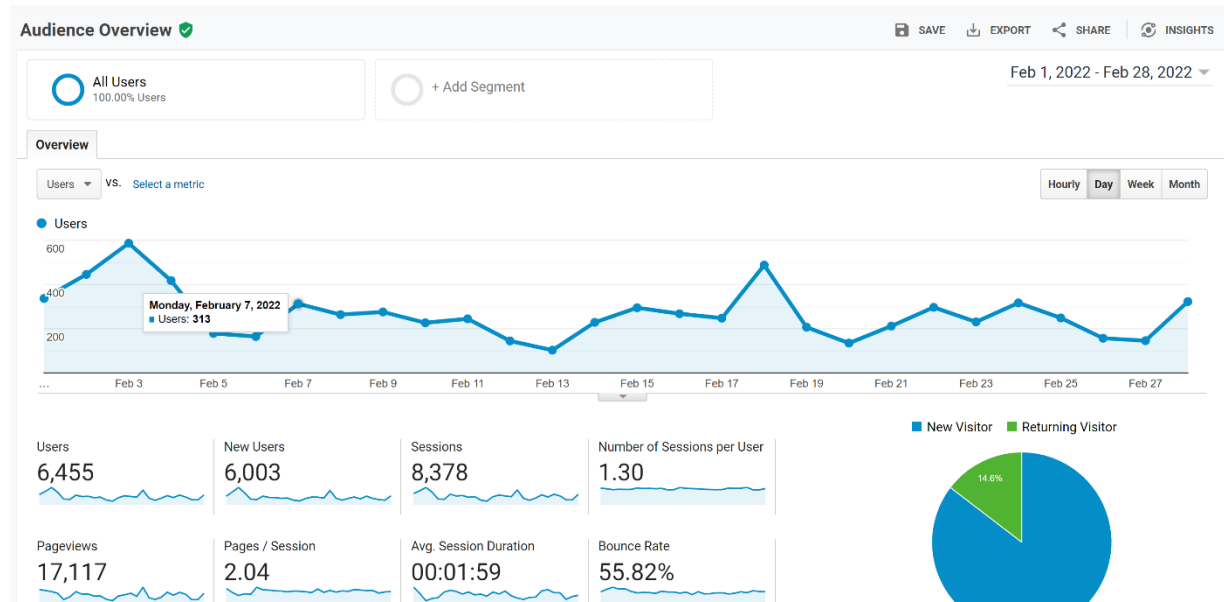 Audience Overview
SAVE EXPORT SHARE INSIGHTS
All Users
100.00% Users
+ Add Segment
Feb 1, 2022 - Feb 28, 2022
Overview
Users VS. Select a metric
Hourly Day Week Month
Users
600
400
200
Monday, February 7, 2022
Users: 313
... Feb 3 Feb 5 Feb 7 Feb 9 Feb 11 Feb 13 Feb 15 Feb 17 Feb 19 Feb 21 Feb 23 Feb 25 Feb 27
Users
6,455
New Users
6,003
Sessions
8,378
Number of Sessions per User
1.30
Pageviews
17,117
Pages / Session
2.04
Avg. Session Duration
00:01:59
Bounce Rate
55.82%
New Visitor Returning Visitor
14.6%